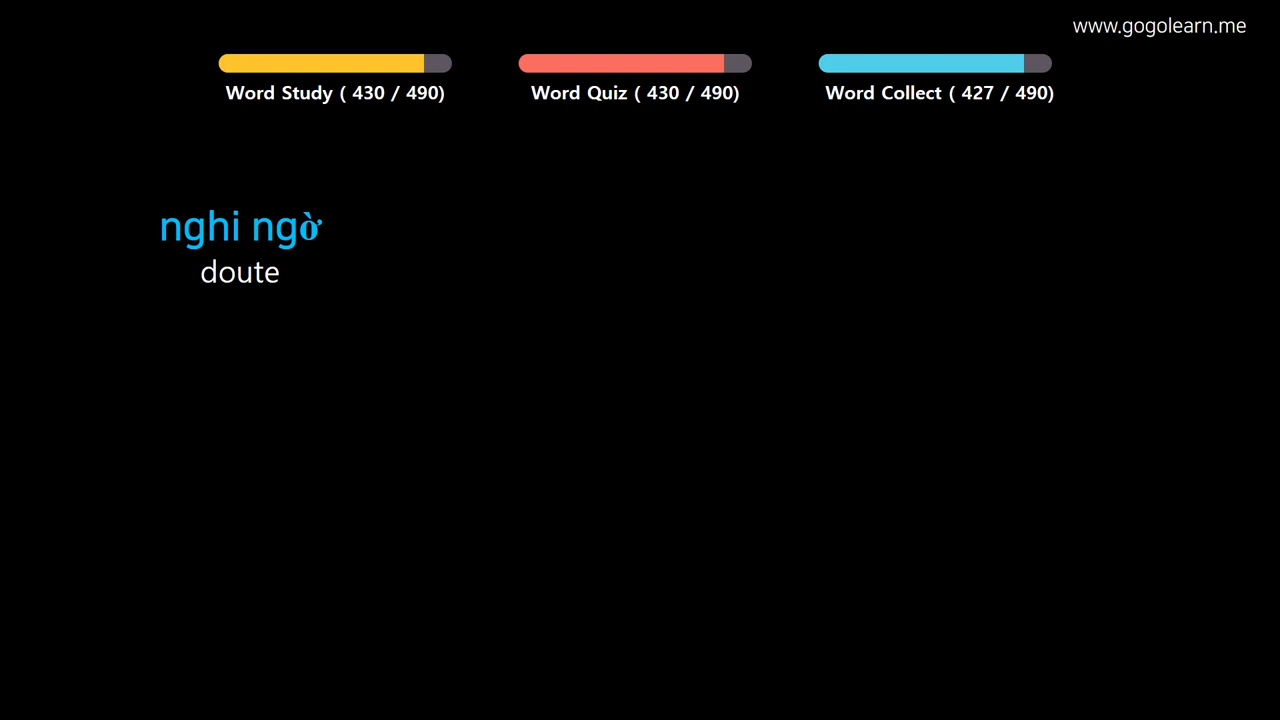 www.gogolearn.me
Word Study ( 430 / 490)
Word Quiz ( 430 / 490)
Word Collect ( 427 / 490)
nghi ngờ
doute